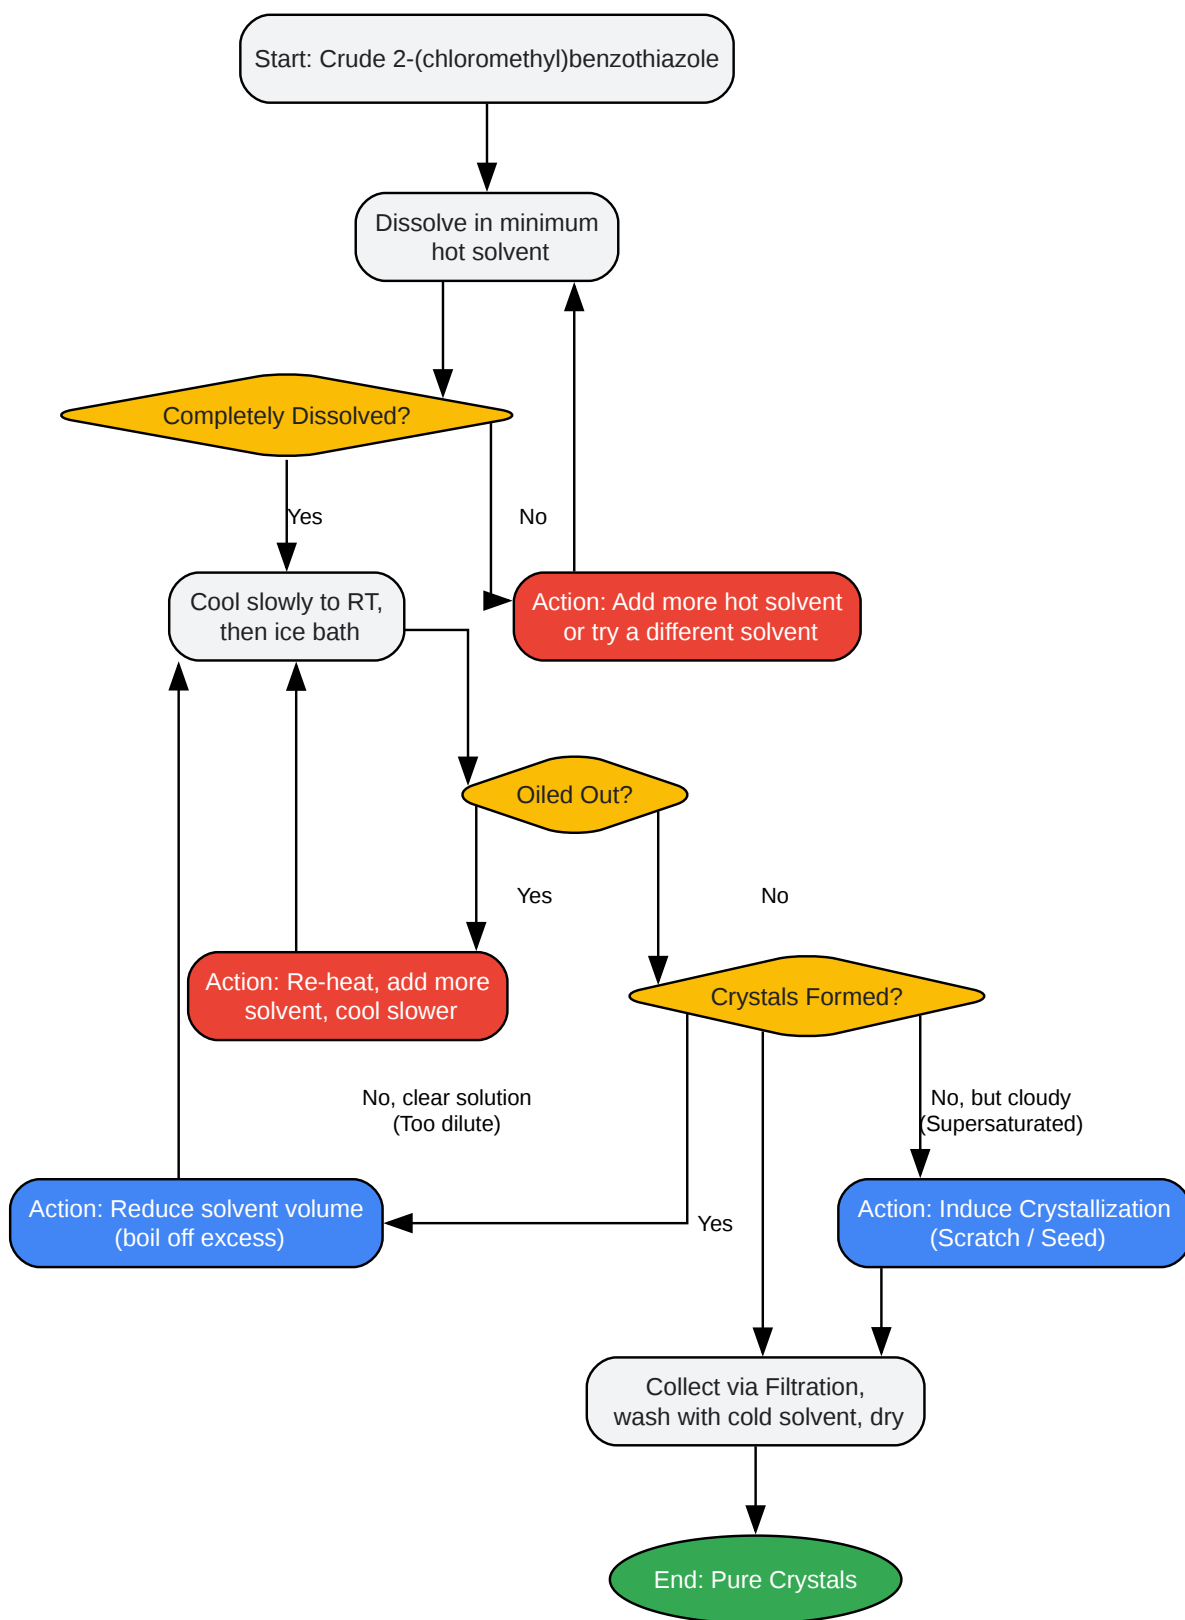 Start: Crude 2-(chloromethyl)benzothiazole
Dissolve in minimum
hot solvent
Completely Dissolved?
Yes
No
Cool slowly to RT,
then ice bath
Action: Add more hot solvent
or try a different solvent
Oiled Out?
Yes
No
Action: Re-heat, add more
solvent, cool slower
Crystals Formed?
No, clear solution
(Too dilute)
No, but cloudy
(Supersaturated)
Action: Reduce solvent volume
(boil off excess)
Yes
Action: Induce Crystallization
(Scratch / Seed)
Collect via Filtration,
wash with cold solvent, dry
End: Pure Crystals